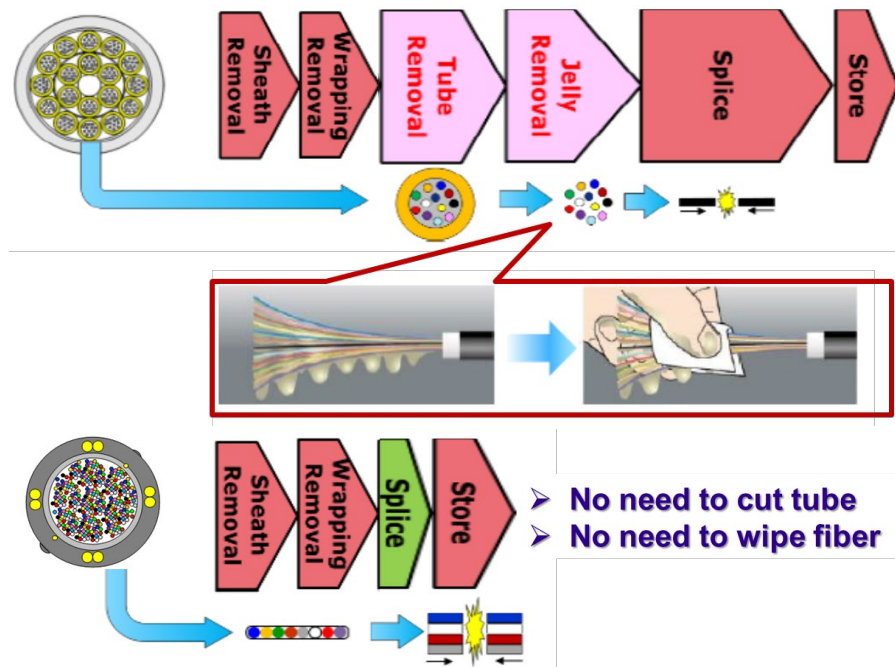 Sheath
Removal
Wrapping
Removal
Tube
Removal
Jelly
Removal
Splice
Store
Sheath
Removal
Wrapping
Removal
Splice
Store
➢ No need to cut tube
➢ No need to wipe fiber